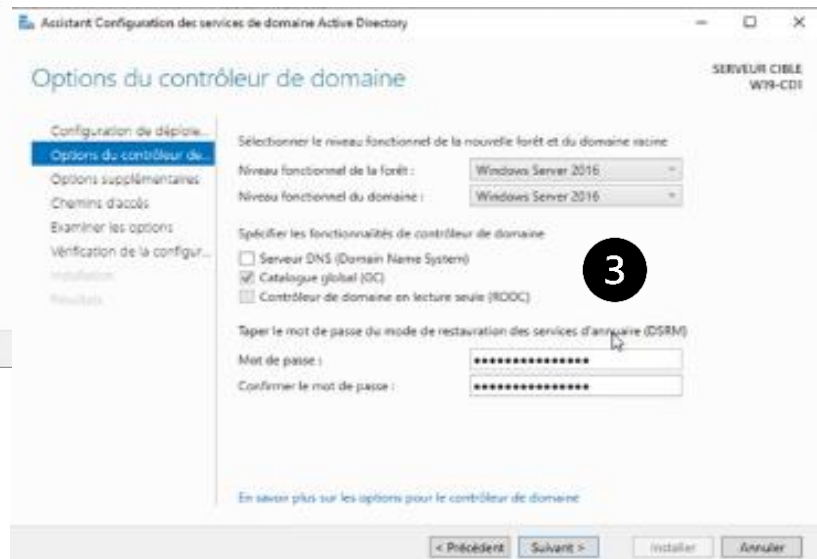 Assistant Configuration des services de domaine Active Directory
Options du contrôleur de domaine
SERVEUR CIBLE
W19-CD1
Configuration de déploie...
Options du contrôleur de...
Options supplémentaires
Chemins d'accès
Examiner les options
Vérification de la configur...
Installation
Résultats
Sélectionner le niveau fonctionnel de la nouvelle forêt et du domaine racine
Niveau fonctionnel de la forêt : Windows Server 2016
Niveau fonctionnel du domaine : Windows Server 2016
Spécifier les fonctionnalités de contrôleur de domaine
Serveur DNS (Domain Name System)
Catalogue global (GC)
Contrôleur de domaine en lecture seule (RODC)
3
Taper le mot de passe du mode de restauration des services d'annuaire (DSRM)
Mot de passe : •••••••••••••••
Confirmer le mot de passe : •••••••••••••••
En savoir plus sur les options pour le contrôleur de domaine
< Précédent Suivant > Installer Annuler